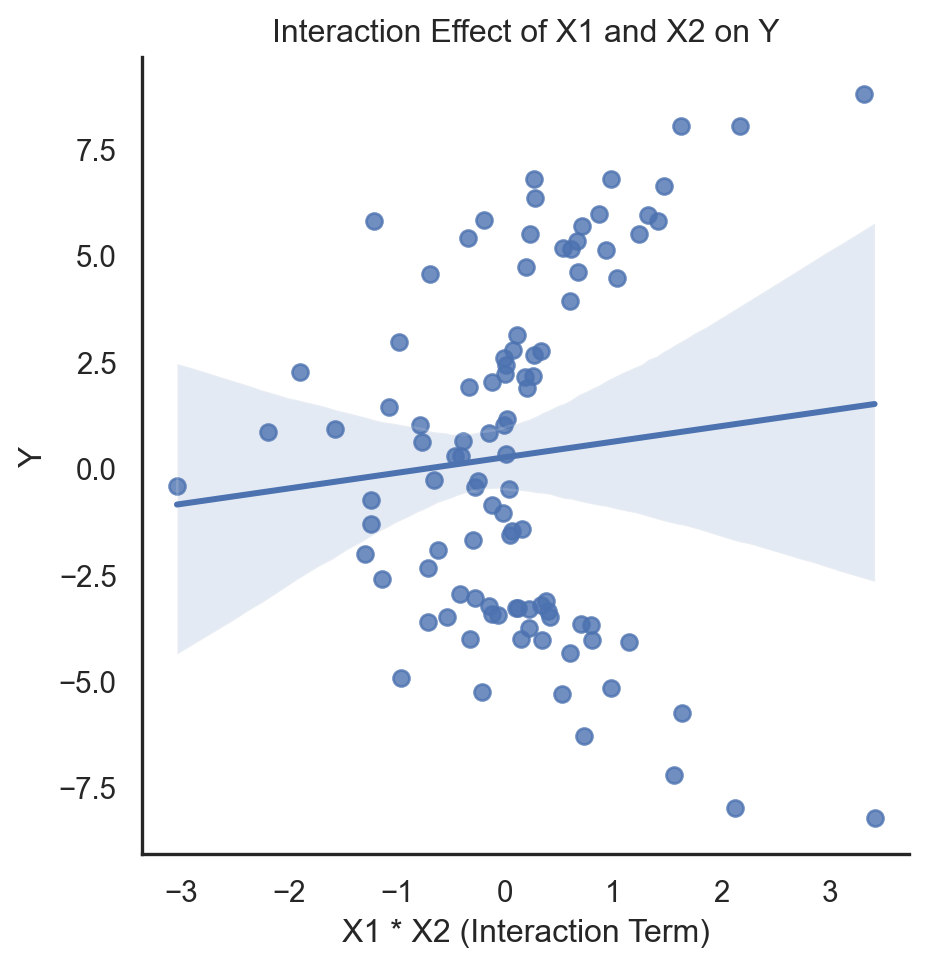 Interaction Effect of X1 and X2 on Y
7.5
5.0
2.5
0.0
−2.5
−5.0
−7.5
Y
−3 −2 −1 0 1 2 3
X1 * X2 (Interaction Term)